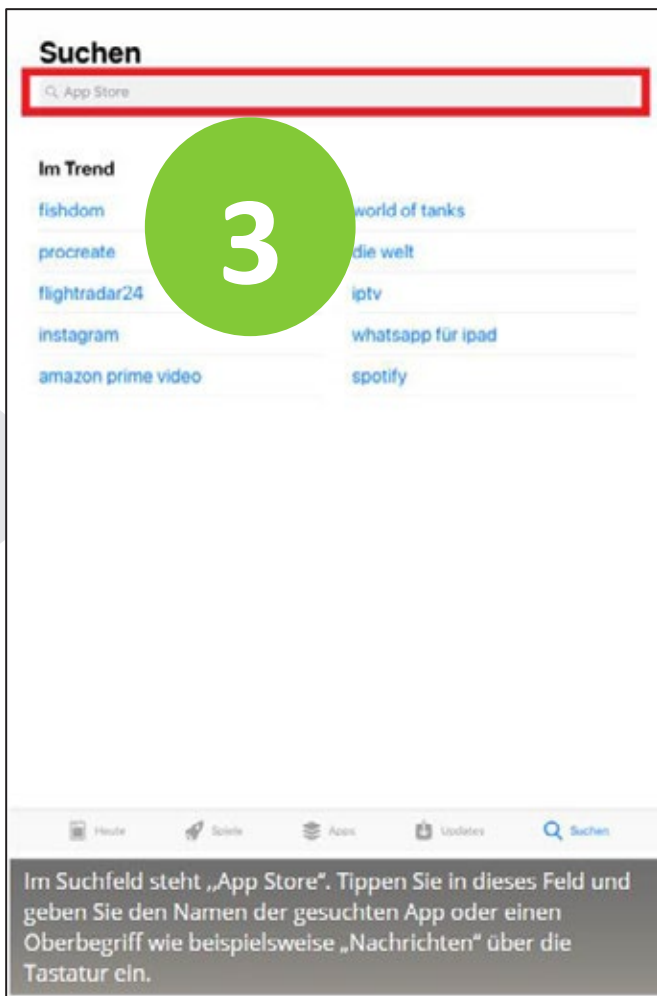 Suchen
App Store
Im Trend
fishdom
world of tanks
procreate
die welt
flightradar24
iptv
instagram
whatsapp für ipad
amazon prime video
spotify
3
Heute Spiele Apps Updates Suchen
Im Suchfeld steht „App Store“. Tippen Sie in dieses Feld und
geben Sie den Namen der gesuchten App oder einen
Oberbegriff wie beispielsweise „Nachrichten“ über die
Tastatur ein.